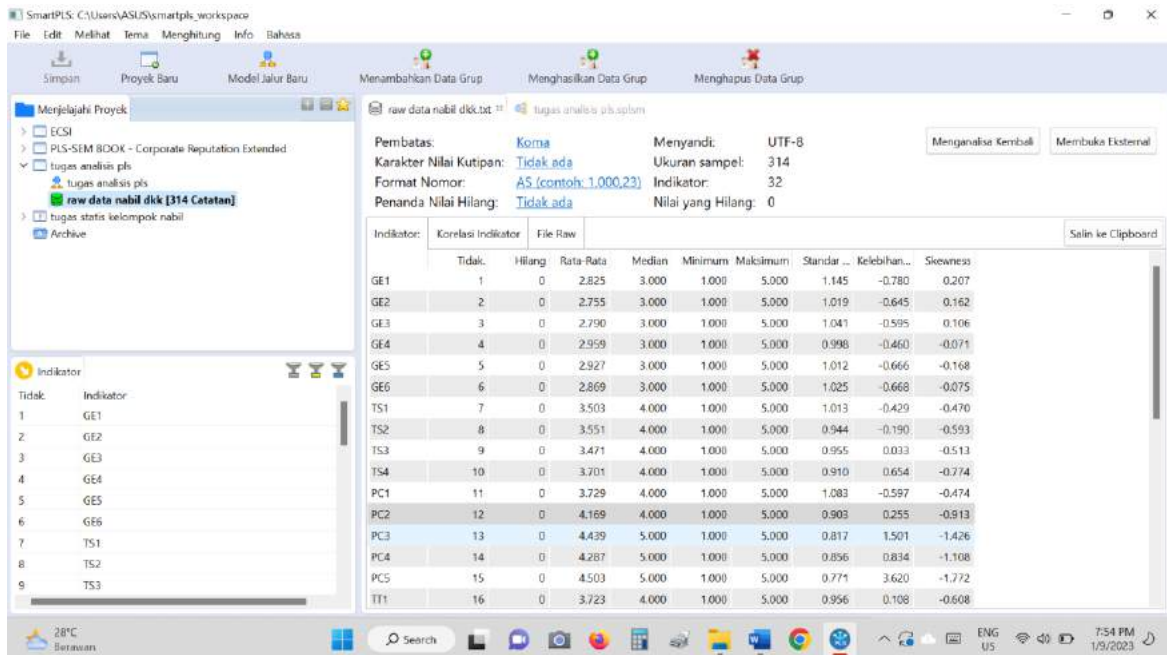 SmartPLS: C:\Users\ASUS\smartpls_workspace
File Edit Melihat Tema Menghitung Info Bahasa
Simpan Proyek Baru Model Jalur Baru Menambahkan Data Grup Menghasilkan Data Grup Menghapus Data Grup
Menjelajahi Proyek
ECSI
PLS-SEM BOOK - Corporate Reputation Extended
tugas analisis pls
tugas analisis pls
raw data nabil dkk [314 Catatan]
tugas statis kelompok nabil
Archive
Indikator
Tidak. Indikator
1 GE1
2 GE2
3 GE3
4 GE4
5 GE5
6 GE6
7 TS1
8 TS2
9 TS3
raw data nabil dkk.txt tugas analisis pls.splsm
Pembatas: Koma Menyandi: UTF-8 Menganalisa Kembali Membuka Eksternal
Karakter Nilai Kutipan: Tidak ada Ukuran sampel: 314
Format Nomor: AS (contoh: 1.000,23) Indikator: 32
Penanda Nilai Hilang: Tidak ada Nilai yang Hilang: 0
Indikator: Korelasi Indikator File Raw Salin ke Clipboard
Tidak. Hilang Rata-Rata Median Minimum Maksimum Standar ... Kelebihan... Skewness
GE1 1 0 2.825 3.000 1.000 5.000 1.145 -0.780 0.207
GE2 2 0 2.755 3.000 1.000 5.000 1.019 -0.645 0.162
GE3 3 0 2.790 3.000 1.000 5.000 1.041 -0.595 0.106
GE4 4 0 2.959 3.000 1.000 5.000 0.998 -0.460 -0.071
GE5 5 0 2.927 3.000 1.000 5.000 1.012 -0.666 -0.168
GE6 6 0 2.869 3.000 1.000 5.000 1.025 -0.668 -0.075
TS1 7 0 3.503 4.000 1.000 5.000 1.013 -0.429 -0.470
TS2 8 0 3.551 4.000 1.000 5.000 0.944 -0.190 -0.593
TS3 9 0 3.471 4.000 1.000 5.000 0.955 0.033 -0.513
TS4 10 0 3.701 4.000 1.000 5.000 0.910 0.654 -0.774
PC1 11 0 3.729 4.000 1.000 5.000 1.083 -0.597 -0.474
PC2 12 0 4.169 4.000 1.000 5.000 0.903 0.255 -0.913
PC3 13 0 4.439 5.000 1.000 5.000 0.817 1.501 -1.426
PC4 14 0 4.287 5.000 1.000 5.000 0.856 0.834 -1.108
PC5 15 0 4.503 5.000 1.000 5.000 0.771 3.620 -1.772
TT1 16 0 3.723 4.000 1.000 5.000 0.956 0.108 -0.608
28°C
Berawan
Search
ENG
US
7:54 PM
1/9/2023